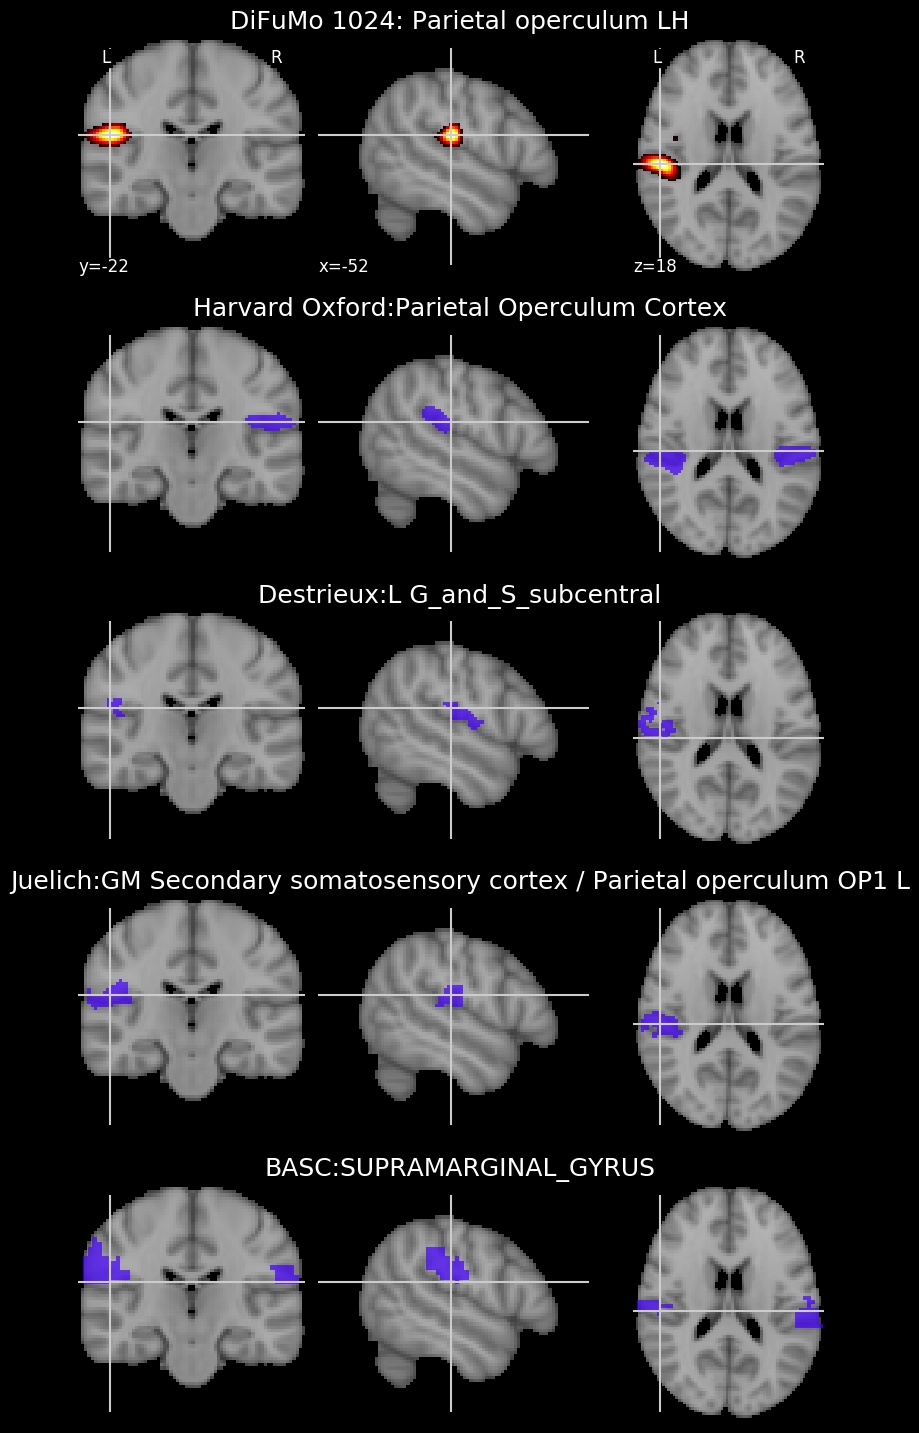 DiFuMo 1024: Parietal operculum LH
L R L R
y=-22 x=-52 z=18
Harvard Oxford:Parietal Operculum Cortex
Destrieux:L G_and_S_subcentral
Juelich:GM Secondary somatosensory cortex / Parietal operculum OP1 L
BASC:SUPRAMARGINAL_GYRUS